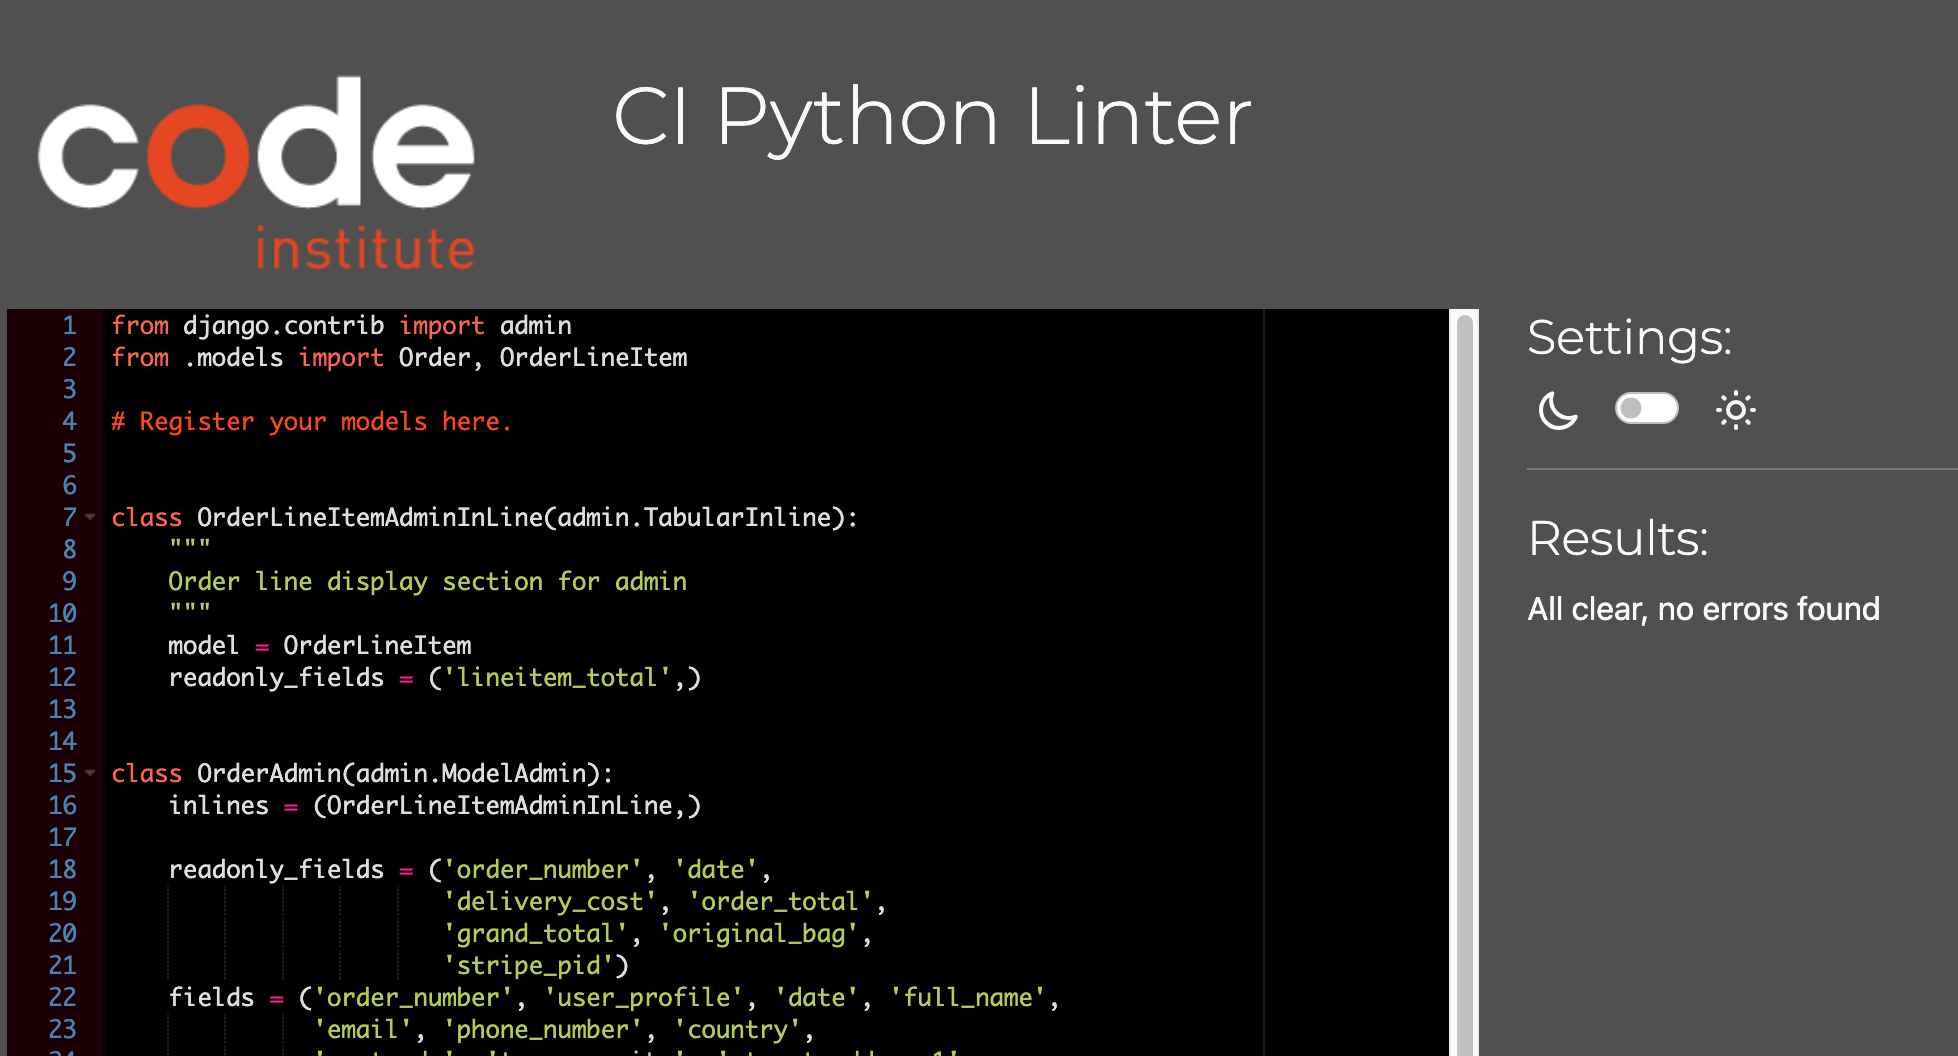 code
institute
CI Python Linter
1 from django.contrib import admin
2 from .models import Order, OrderLineItem
3
4 # Register your models here.
5
6
7 class OrderLineItemAdminInLine(admin.TabularInline):
8     """
9     Order line display section for admin
10     """
11     model = OrderLineItem
12     readonly_fields = ('lineitem_total',)
13
14
15 class OrderAdmin(admin.ModelAdmin):
16     inlines = (OrderLineItemAdminInLine,)
17
18     readonly_fields = ('order_number', 'date',
19                        'delivery_cost', 'order_total',
20                        'grand_total', 'original_bag',
21                        'stripe_pid')
22     fields = ('order_number', 'user_profile', 'date', 'full_name',
23               'email', 'phone_number', 'country',
Settings:
Results:
All clear, no errors found